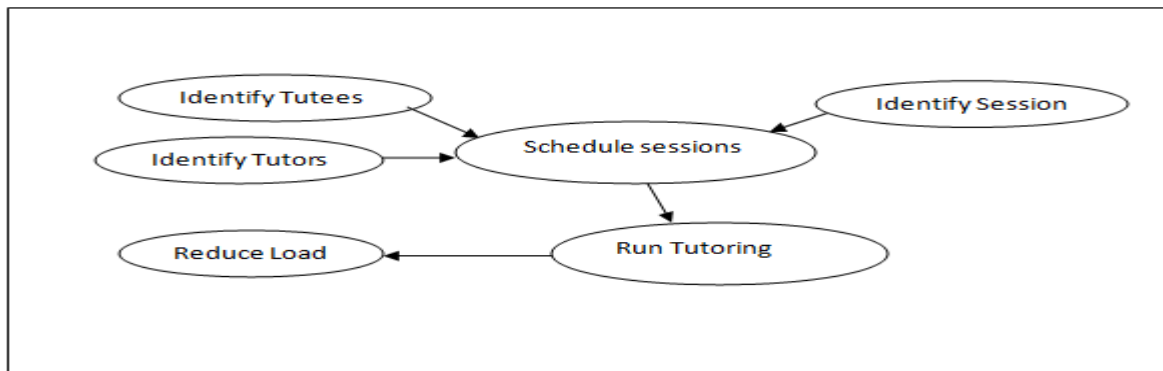 Identify Tutees
Identify Session
Schedule sessions
Identify Tutors
Reduce Load
Run Tutoring